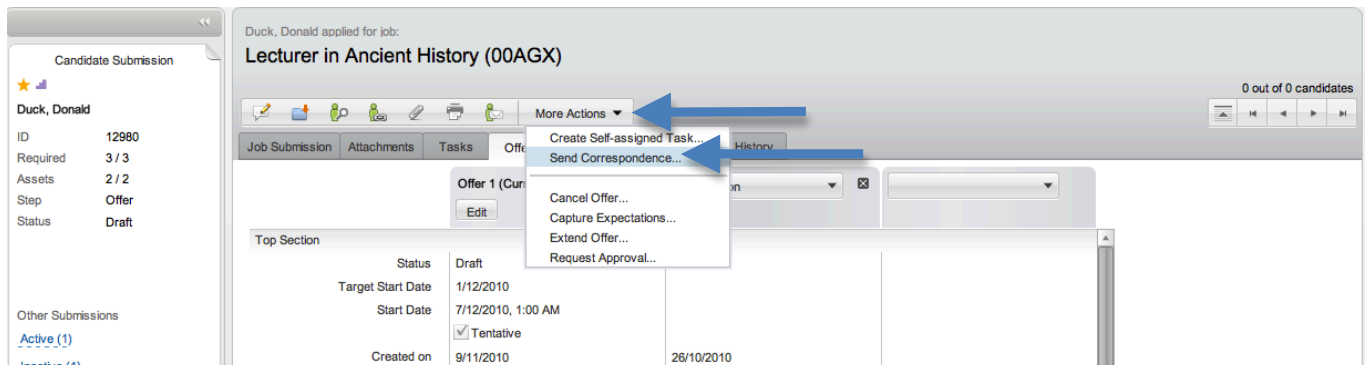 Candidate Submission
Duck, Donald
ID 12980
Required 3 / 3
Assets 2 / 2
Step Offer
Status Draft
Other Submissions
Active (1)
Duck, Donald applied for job:
Lecturer in Ancient History (00AGX)
0 out of 0 candidates
More Actions
Job Submission Attachments Tasks History
Create Self-assigned Task...
Send Correspondence...
Cancel Offer...
Capture Expectations...
Extend Offer...
Request Approval...
Offer 1
Edit
Top Section
Status Draft
Target Start Date 1/12/2010
Start Date 7/12/2010, 1:00 AM
Tentative
Created on 9/11/2010 26/10/2010